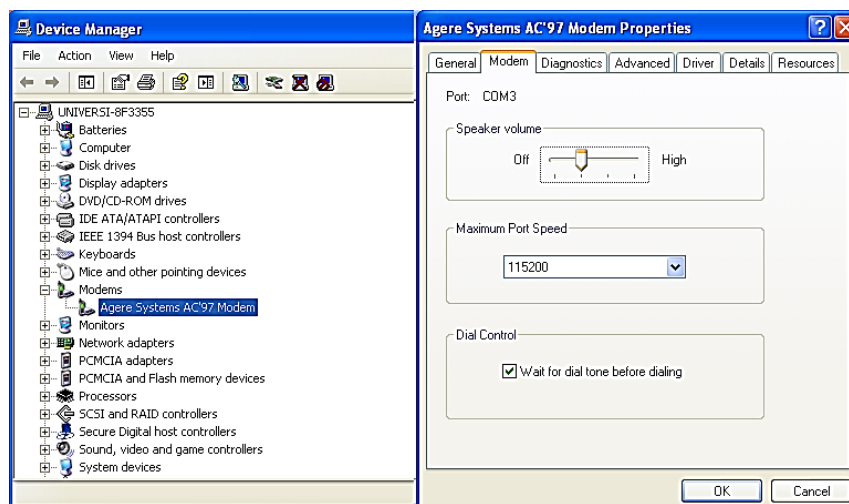 Device Manager
File Action View Help
UNIVERSI-8F3355
Batteries
Computer
Disk drives
Display adapters
DVD/CD-ROM drives
IDE ATA/ATAPI controllers
IEEE 1394 Bus host controllers
Keyboards
Mice and other pointing devices
Modems
Agere Systems AC'97 Modem
Monitors
Network adapters
PCMCIA adapters
PCMCIA and Flash memory devices
Processors
SCSI and RAID controllers
Secure Digital host controllers
Sound, video and game controllers
System devices
Agere Systems AC'97 Modem Properties
General Modem Diagnostics Advanced Driver Details Resources
Port: COM3
Speaker volume
Off High
Maximum Port Speed
115200
Dial Control
Wait for dial tone before dialing
OK Cancel